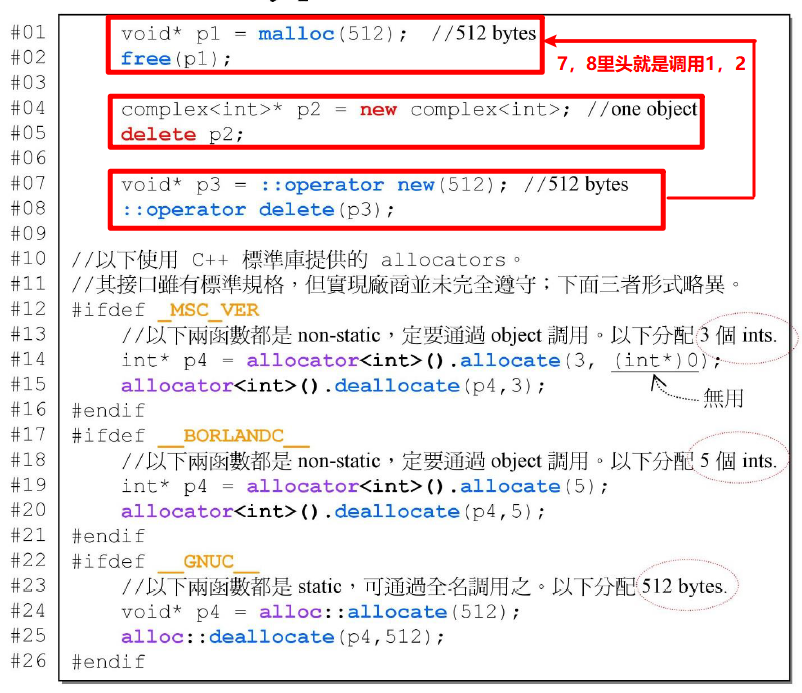 #01 void* p1 = malloc(512); //512 bytes
#02 free(p1);
7，8里头就是调用1，2
#03
#04 complex<int>* p2 = new complex<int>; //one object
#05 delete p2;
#06
#07 void* p3 = ::operator new(512); //512 bytes
#08 ::operator delete(p3);
#09
#10 //以下使用 C++ 標準庫提供的 allocators。
#11 //其接口雖有標準規格，但實現廠商並未完全遵守；下面三者形式略異。
#12 #ifdef _MSC_VER
#13 //以下兩函數都是 non-static，定要通過 object 調用。以下分配 3 個 ints.
#14 int* p4 = allocator<int>().allocate(3, (int*)0);
#15 allocator<int>().deallocate(p4,3);
無用
#16 #endif
#17 #ifdef __BORLANDC__
#18 //以下兩函數都是 non-static，定要通過 object 調用。以下分配 5 個 ints.
#19 int* p4 = allocator<int>().allocate(5);
#20 allocator<int>().deallocate(p4,5);
#21 #endif
#22 #ifdef __GNUC__
#23 //以下兩函數都是 static，可通過全名調用之。以下分配 512 bytes.
#24 void* p4 = alloc::allocate(512);
#25 alloc::deallocate(p4,512);
#26 #endif